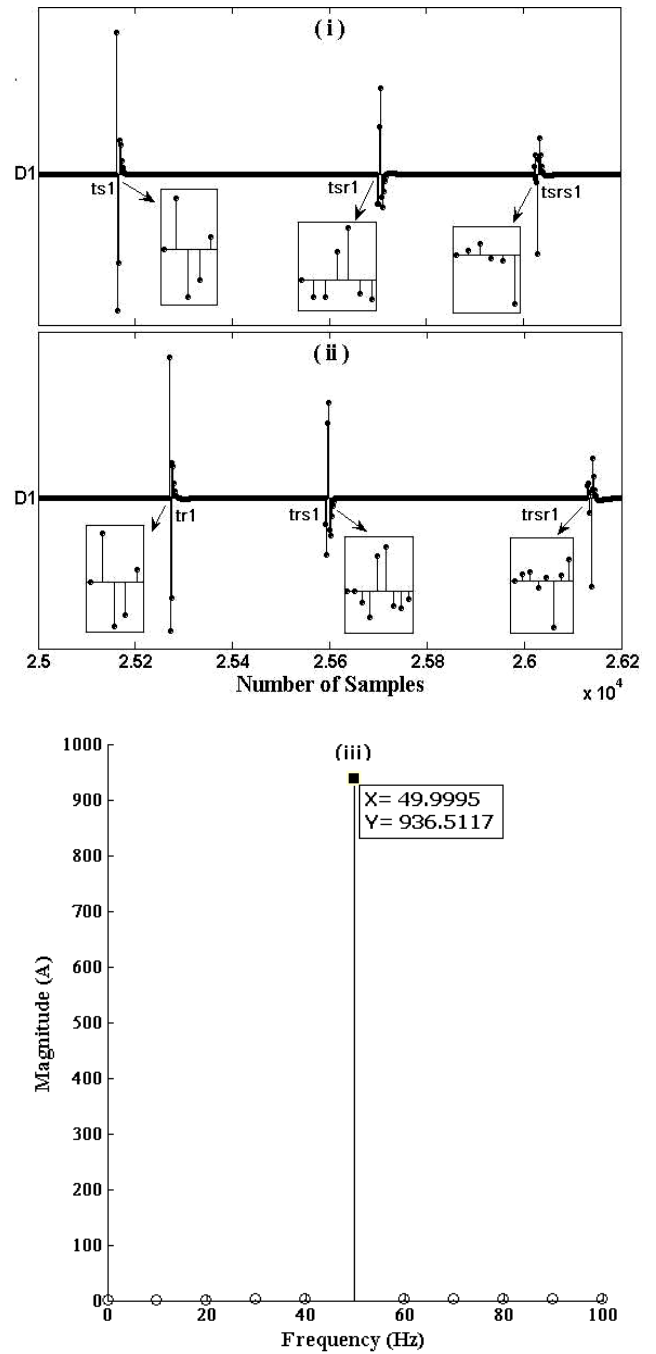 (i)
D1
ts1
tsr1
tsrs1
(ii)
D1
tr1
trs1
trsr1
2.5 2.52 2.54 2.56 2.58 2.6 2.62
Number of Samples
x 10^4
(iii)
1000
X= 49.9995
Y= 936.5117
900
800
700
600
500
400
300
200
100
0
Magnitude (A)
0 20 40 60 80 100
Frequency (Hz)